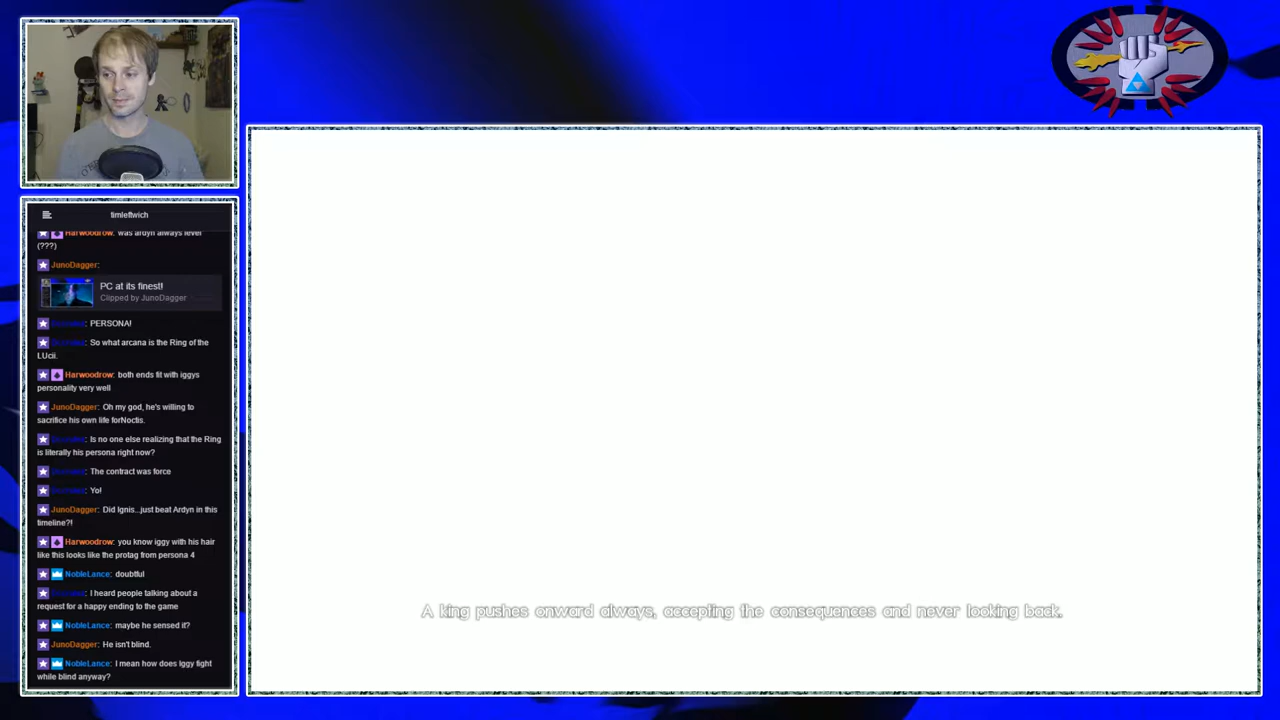 timleftwich
Harwoodrow: was ardyn always level
(???)
JunoDagger:
PC at its finest!
Clipped by JunoDagger
: PERSONA!
: So what arcana is the Ring of the
LUcii.
Harwoodrow: both ends fit with iggys
personality very well
JunoDagger: Oh my god, he's willing to
sacrifice his own life forNoctis.
: Is no one else realizing that the Ring
is literally his persona right now?
: The contract was force
: Yo!
JunoDagger: Did Ignis...just beat Ardyn in this
timeline?!
Harwoodrow: you know iggy with his hair
like this looks like the protag from persona 4
NobleLance: doubtful
: I heard people talking about a
request for a happy ending to the game
NobleLance: maybe he sensed it?
JunoDagger: He isn't blind.
NobleLance: I mean how does Iggy fight
while blind anyway?
A king pushes onward always, accepting the consequences and never looking back.